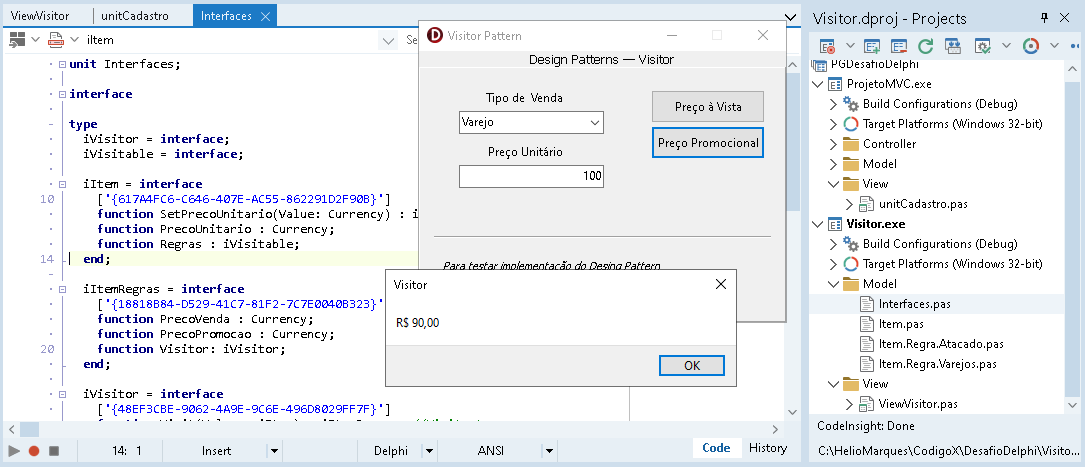 ViewVisitor unitCadastro Interfaces
iItem Se
unit Interfaces;
interface
type
iVisitor = interface;
iVisitable = interface;
iItem = interface
10 ['{617A4FC6-C646-407E-AC55-862291D2F90B}']
function SetPrecoUnitario(Value: Currency) : i
function PrecoUnitario : Currency;
function Regras : iVisitable;
14 end;
iItemRegras = interface
['{18818B84-D529-41C7-81F2-7C7E0040B323}'
function PrecoVenda : Currency;
function PrecoPromocao : Currency;
20 function Visitor: iVisitor;
end;
iVisitor = interface
['{48EF3CBE-9062-4A9E-9C6E-496D8029FF7F}']
14: 1 Insert Delphi ANSI Code History
Visitor Pattern
Design Patterns — Visitor
Tipo de Venda
Varejo
Preço Unitário
100
Preço à Vista
Preço Promocional
Para testar implementação do Desing Pattern
Visitor
R$ 90,00
OK
Visitor.dproj - Projects
PGDesafioDelphi
ProjetoMVC.exe
Build Configurations (Debug)
Target Platforms (Windows 32-bit)
Controller
Model
View
unitCadastro.pas
Visitor.exe
Build Configurations (Debug)
Target Platforms (Windows 32-bit)
Model
Interfaces.pas
Item.pas
Item.Regra.Atacado.pas
Item.Regra.Varejos.pas
View
ViewVisitor.pas
CodeInsight: Done
C:\HelioMarques\CodigoX\DesafioDelphi\Visito...